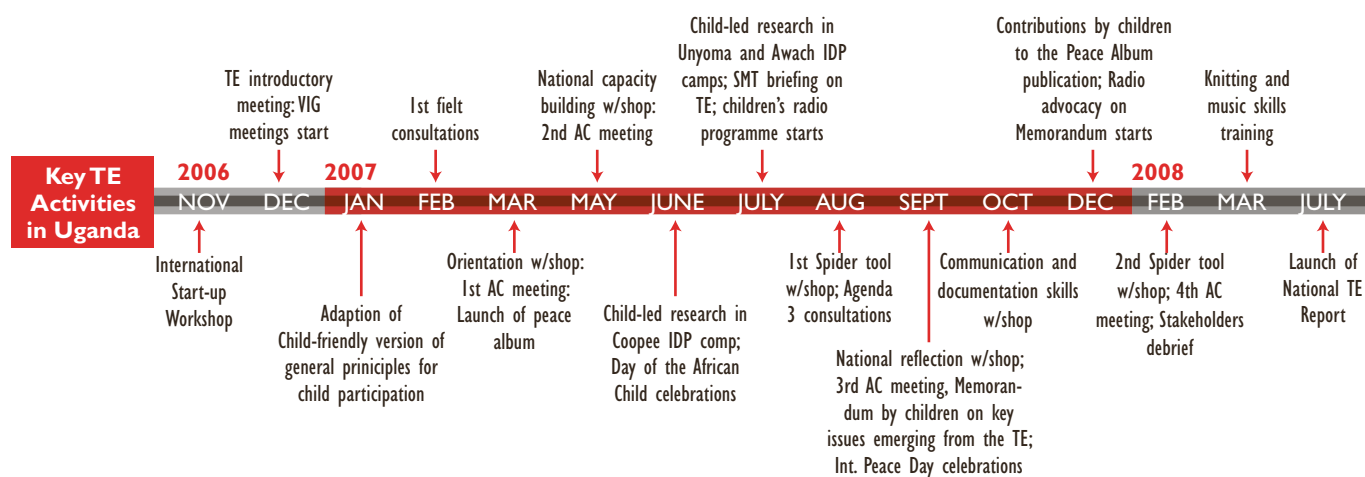 Key TE
Activities
in Uganda
2006
2007
2008
NOV
DEC
JAN
FEB
MAR
MAY
JUNE
JULY
AUG
SEPT
OCT
DEC
FEB
MAR
JULY
TE introductory
meeting: VIG
meetings start
1st fielt
consultations
National capacity
building w/shop:
2nd AC meeting
Child-led research in
Unyoma and Awach IDP
camps; SMT briefing on
TE; children's radio
programme starts
Contributions by children
to the Peace Album
publication; Radio
advocacy on
Memorandum starts
Knitting and
music skills
training
International
Start-up
Workshop
Adaption of
Child-friendly version of
general priniciples for
child participation
Orientation w/shop:
1st AC meeting:
Launch of peace
album
Child-led research in
Coopee IDP comp;
Day of the African
Child celebrations
1st Spider tool
w/shop; Agenda
3 consultations
National reflection w/shop;
3rd AC meeting, Memoran-
dum by children on key
issues emerging from the TE;
Int. Peace Day celebrations
Communication and
documentation skills
w/shop
2nd Spider tool
w/shop; 4th AC
meeting; Stakeholders
debrief
Launch of
National TE
Report